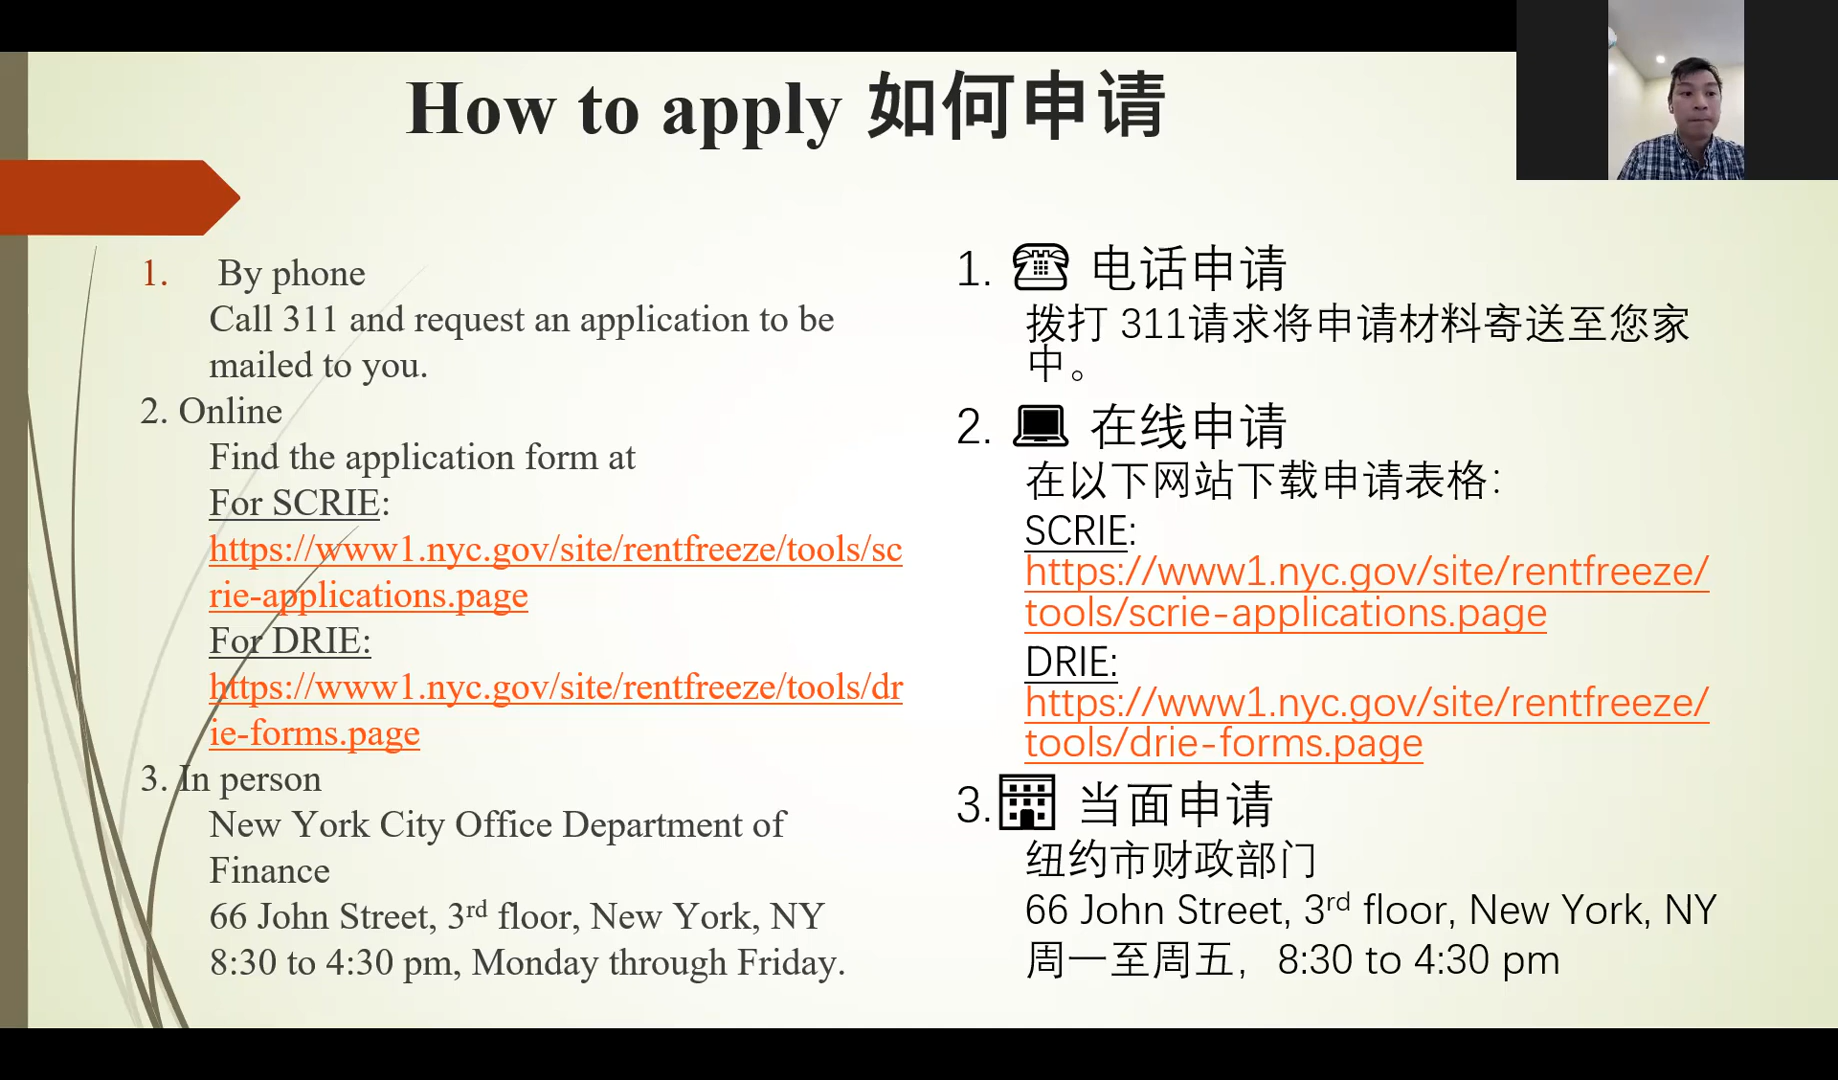 How to apply 如何申请
1. By phone
Call 311 and request an application to be
mailed to you.
2. Online
Find the application form at
For SCRIE:
https://www1.nyc.gov/site/rentfreeze/tools/sc
rie-applications.page
For DRIE:
https://www1.nyc.gov/site/rentfreeze/tools/dr
ie-forms.page
3. In person
New York City Office Department of
Finance
66 John Street, 3rd floor, New York, NY
8:30 to 4:30 pm, Monday through Friday.
1. 电话申请
拨打 311请求将申请材料寄送至您家
中。
2. 在线申请
在以下网站下载申请表格：
SCRIE:
https://www1.nyc.gov/site/rentfreeze/
tools/scrie-applications.page
DRIE:
https://www1.nyc.gov/site/rentfreeze/
tools/drie-forms.page
3. 当面申请
纽约市财政部门
66 John Street, 3rd floor, New York, NY
周一至周五，8:30 to 4:30 pm